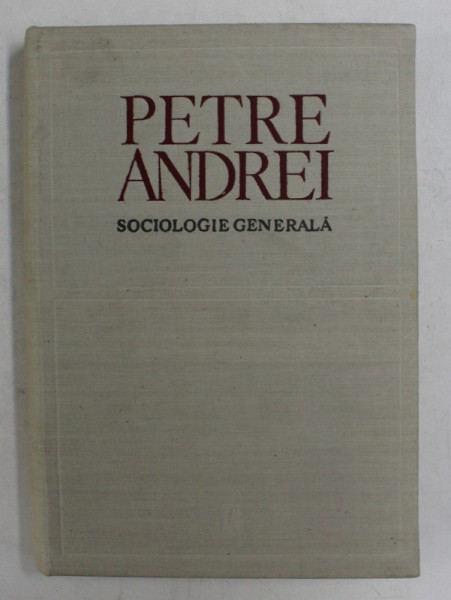 PETRE
ANDREI
SOCIOLOGIE GENERALĂ